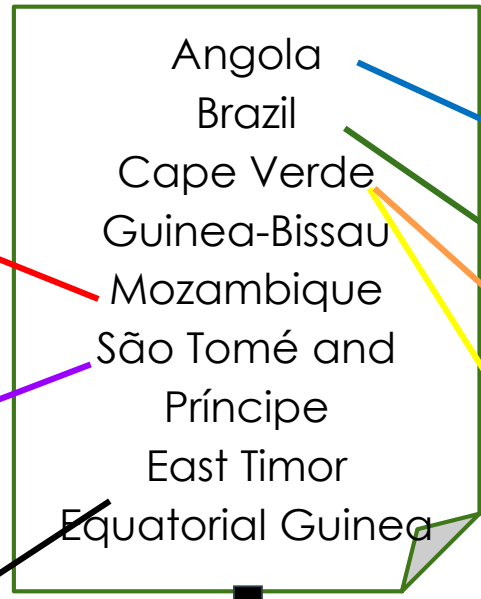 Angola
Brazil
Cape Verde
Guinea-Bissau
Mozambique
São Tomé and
Príncipe
East Timor
Equatorial Guinea